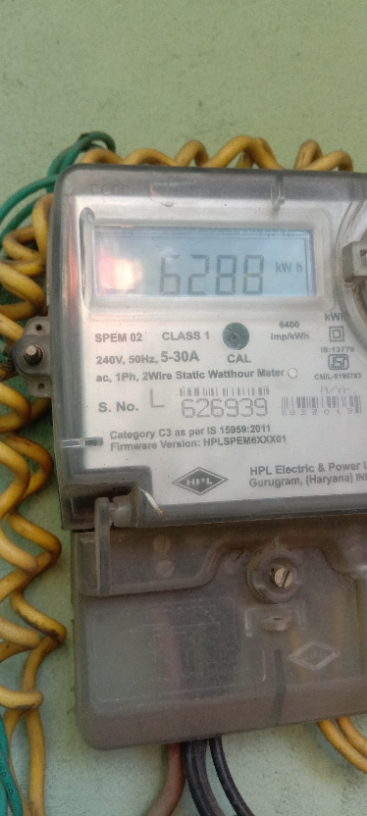 6288 kWh
SPEM 02 CLASS 1 6400 imp/kWh
240V, 50Hz, 5-30A CAL IS:13779
ac, 1Ph, 2Wire Static Watthour Meter
S. No. L 626939
Category C3 as per IS 15959:2011
Firmware Version: HPLSPEM6XXX01
HPL
HPL Electric & Power
Gurugram, (Haryana)